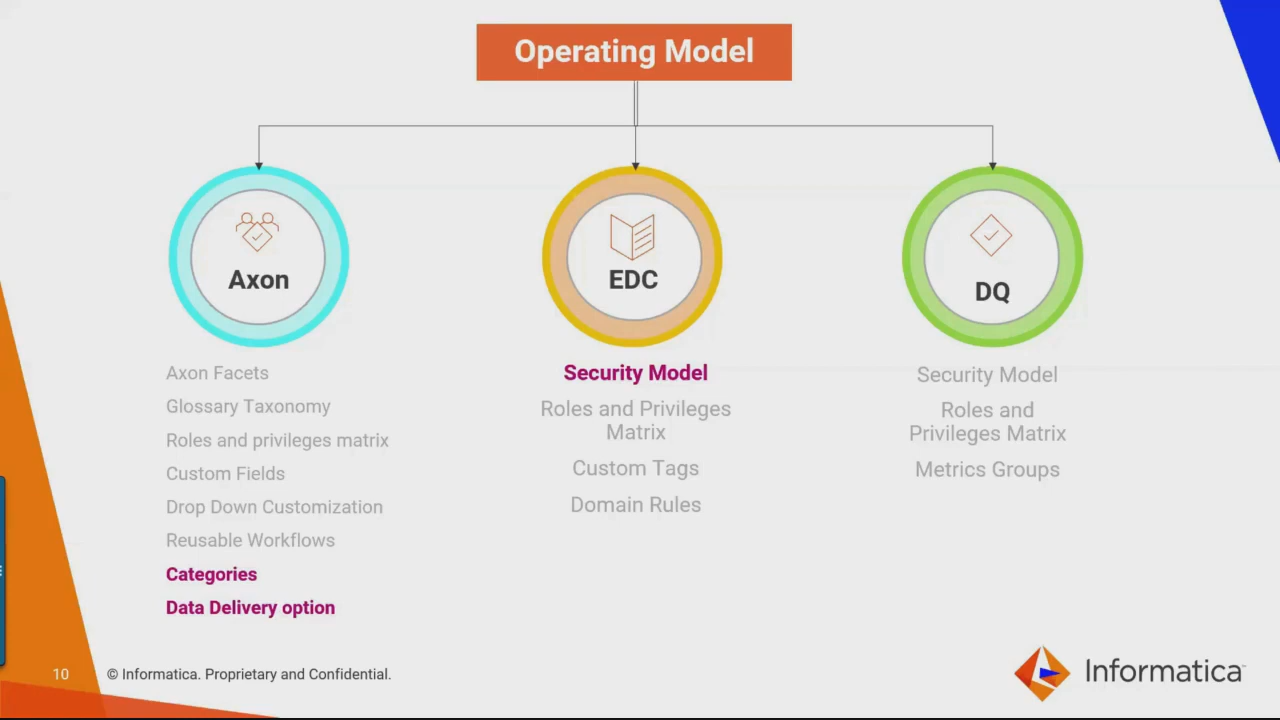 Operating Model
Axon
EDC
DQ
Axon Facets
Glossary Taxonomy
Roles and privileges matrix
Custom Fields
Drop Down Customization
Reusable Workflows
Categories
Data Delivery option
Security Model
Roles and Privileges
Matrix
Custom Tags
Domain Rules
Security Model
Roles and
Privileges Matrix
Metrics Groups
10
© Informatica. Proprietary and Confidential.
Informatica